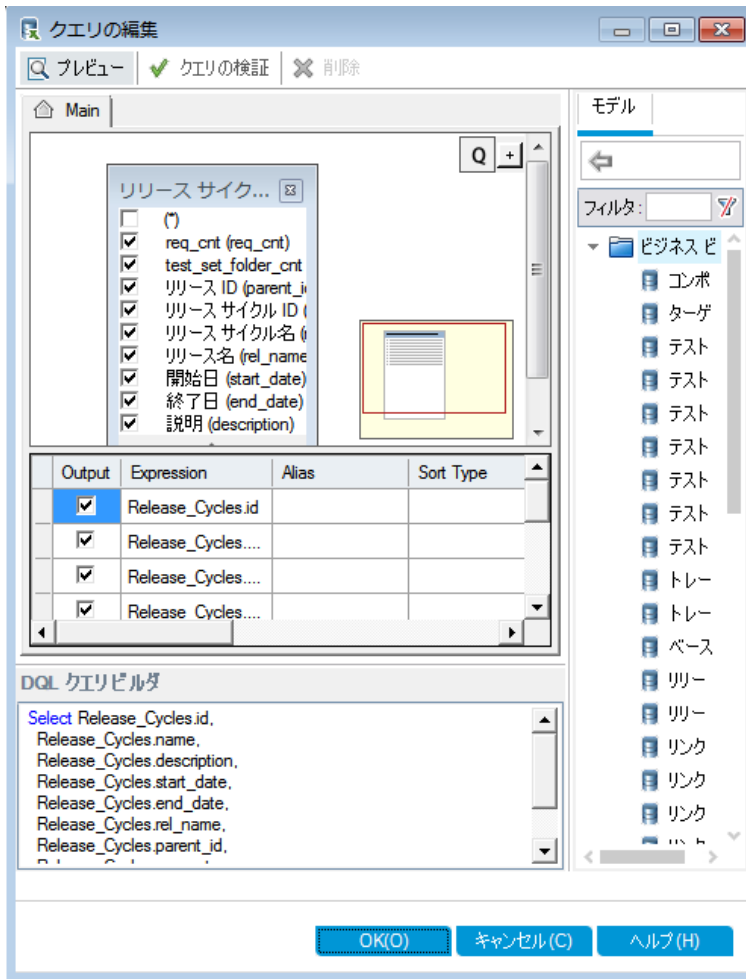 クエリの編集
プレビュー クエリの検証 削除
Main
Q +
リリース サイク...
(*)
req_cnt (req_cnt)
test_set_folder_cnt
リリース ID (parent_i
リリース サイクル ID (
リリース サイクル名 (
リリース名 (rel_name
開始日 (start_date)
終了日 (end_date)
説明 (description)
Output Expression Alias Sort Type
Release_Cycles.id
Release_Cycles....
Release_Cycles....
Release_Cycles....
DQL クエリビルダ
Select Release_Cycles.id,
Release_Cycles.name,
Release_Cycles.description,
Release_Cycles.start_date,
Release_Cycles.end_date,
Release_Cycles.rel_name,
Release_Cycles.parent_id,
モデル
フィルタ:
ビジネス ビ
コンポ
ターゲ
テスト
テスト
テスト
テスト
テスト
テスト
テスト
トレー
トレー
ベース
リリー
リリー
リンク
リンク
リンク
OK(O) キャンセル(C) ヘルプ(H)